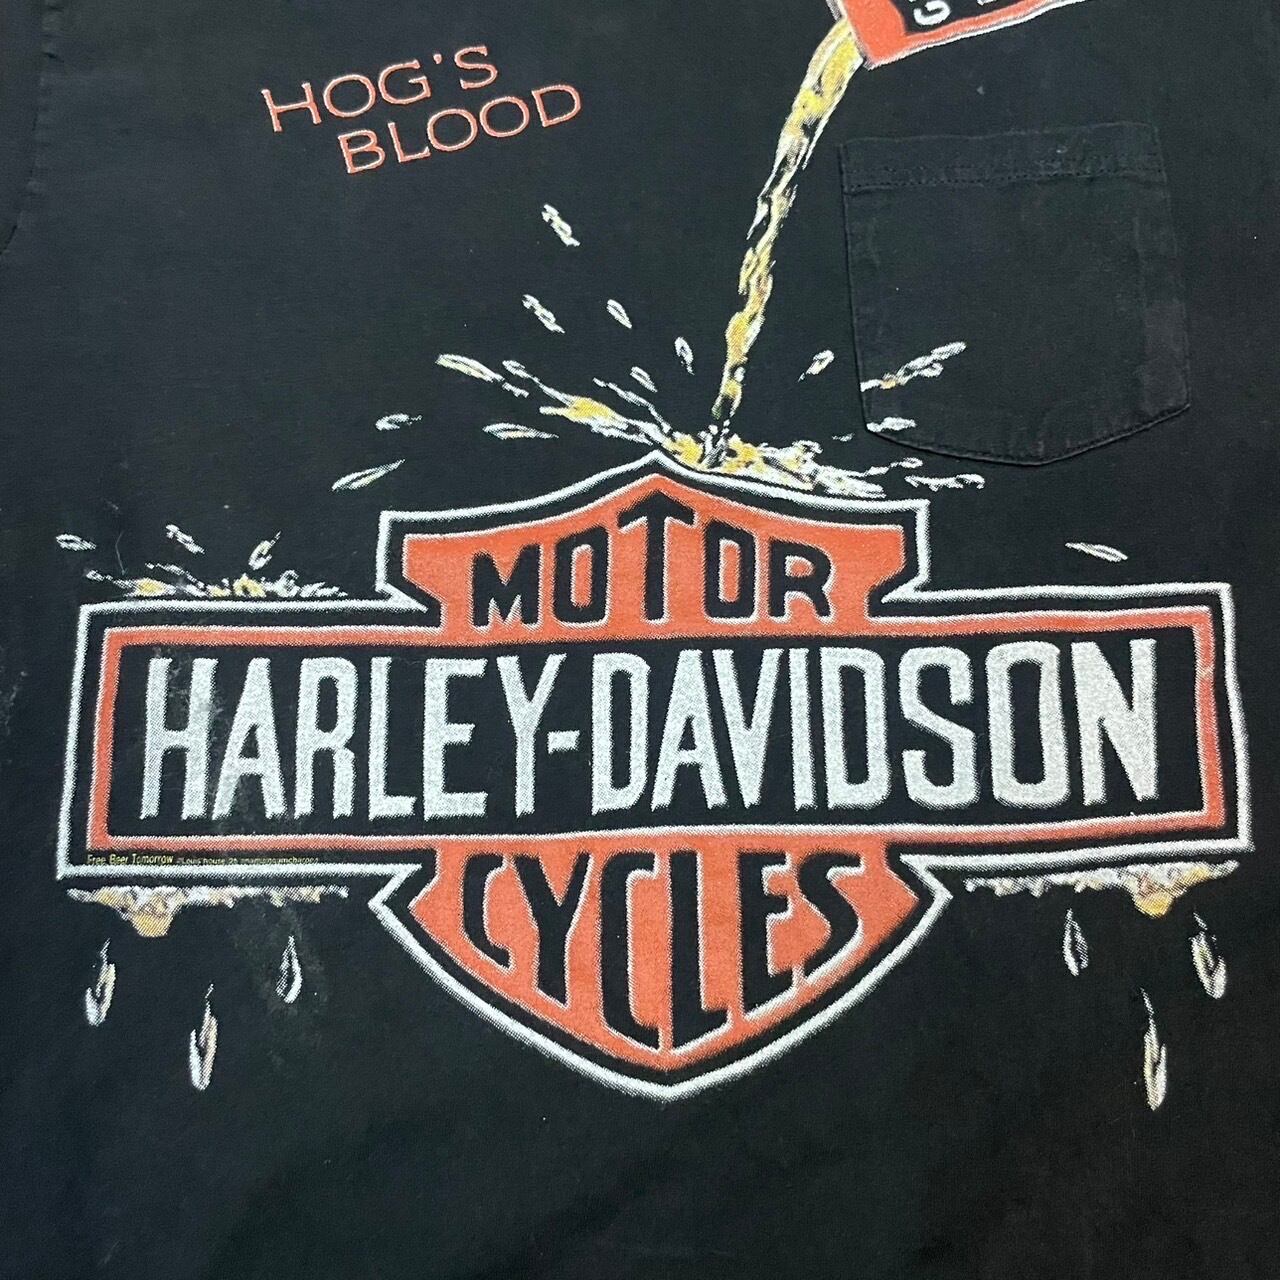 HOG'S
BLOOD
MOTOR
HARLEY-DAVIDSON
Free Beer Tomorrow
CYCLES